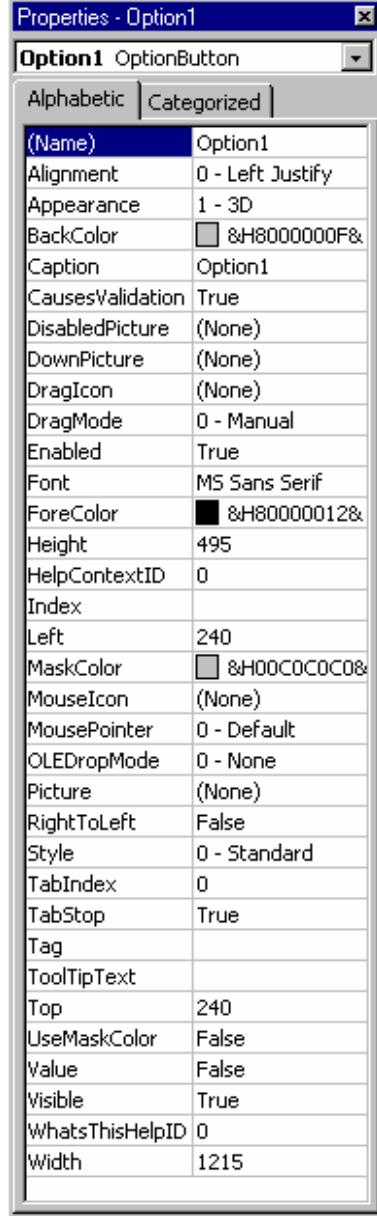 Properties - Option1
Option1 OptionButton
Alphabetic Categorized
(Name) Option1
Alignment 0 - Left Justify
Appearance 1 - 3D
BackColor &H8000000F&
Caption Option1
CausesValidation True
DisabledPicture (None)
DownPicture (None)
DragIcon (None)
DragMode 0 - Manual
Enabled True
Font MS Sans Serif
ForeColor &H80000012&
Height 495
HelpContextID 0
Index
Left 240
MaskColor &H00C0C0C0&
MouseIcon (None)
MousePointer 0 - Default
OLEDropMode 0 - None
Picture (None)
RightToLeft False
Style 0 - Standard
TabIndex 0
TabStop True
Tag
ToolTipText
Top 240
UseMaskColor False
Value False
Visible True
WhatsThisHelpID 0
Width 1215